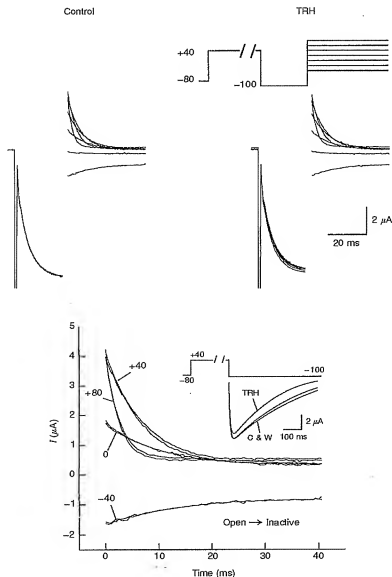 Control
TRH
+40
−80
−100
2 µA
20 ms
5
4
3
2
1
0
−1
−2
I (µA)
+40
+80
0
−40
+40
−80
−100
TRH
C & W
2 µA
100 ms
Open → Inactive
0
10
20
30
40
Time (ms)